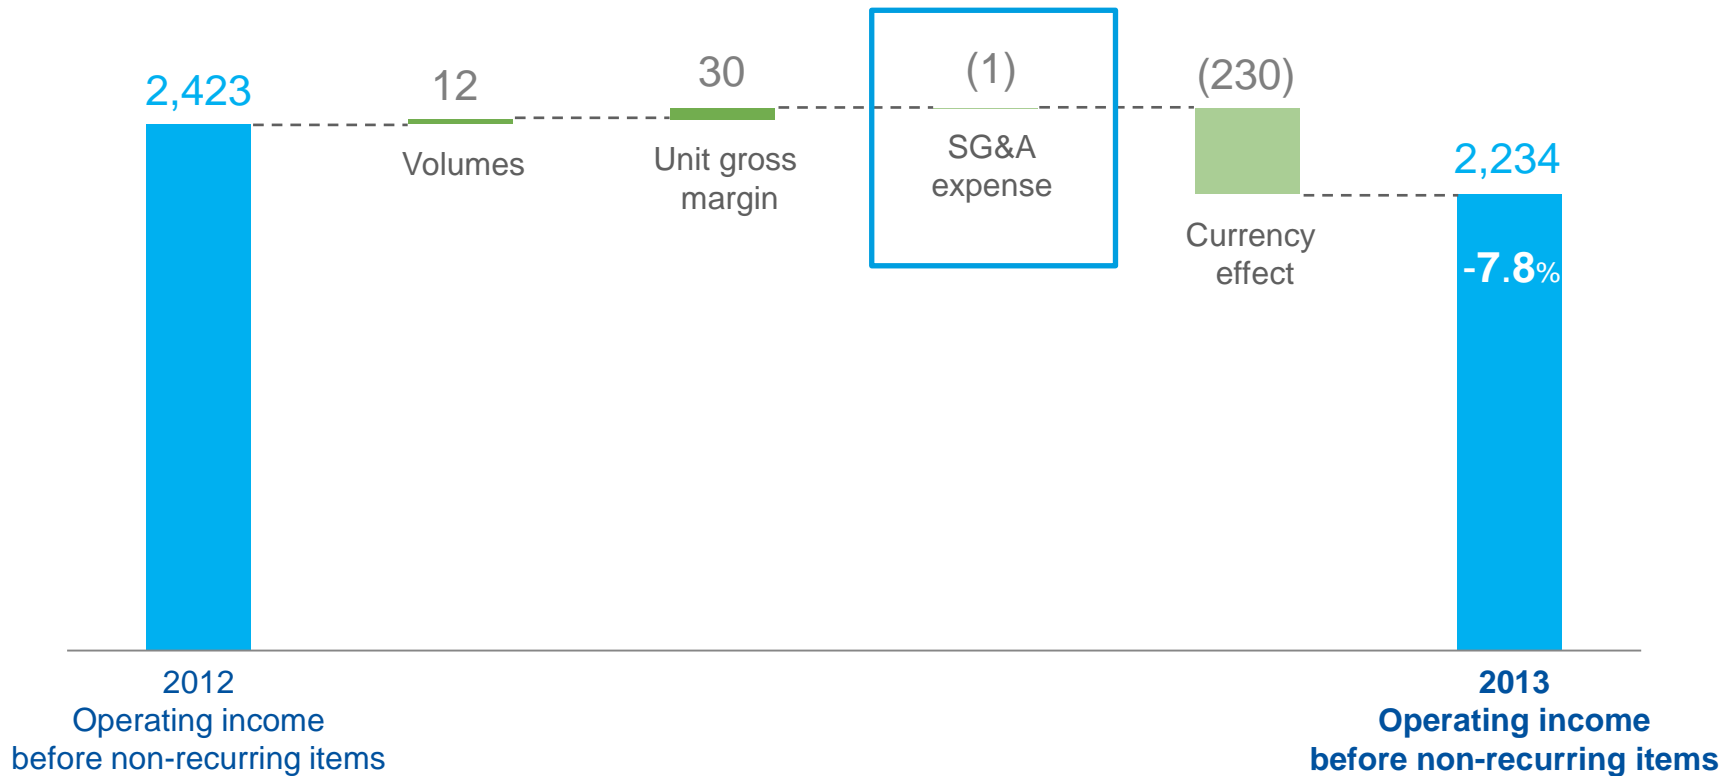 2,423
12
30
(1)
(230)
2,234
Volumes
Unit gross
margin
SG&A
expense
Currency
effect
-7.8%
2012
Operating income
before non-recurring items
2013
Operating income
before non-recurring items